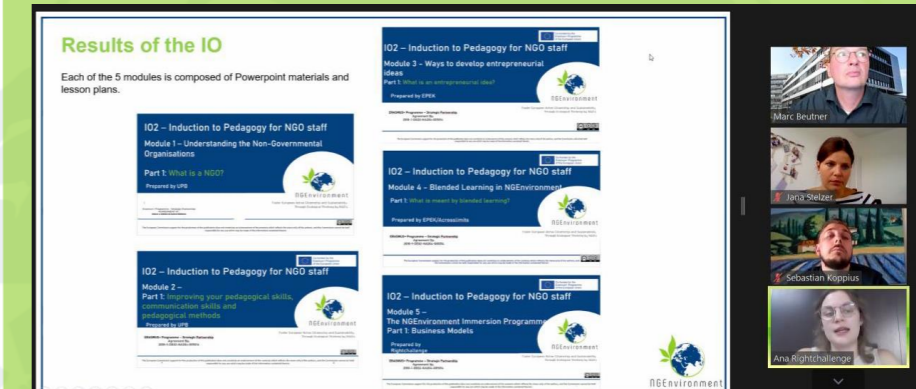 Results of the IO
Each of the 5 modules is composed of Powerpoint materials and
lesson plans.
IO2 – Induction to Pedagogy for NGO staff
Module 1 – Understanding the Non-Governmental
Organisations
Part 1: What is a NGO?
Prepared by UPB
NGEnvironment
IO2 – Induction to Pedagogy for NGO staff
Module 2 –
Part 1: Improving your pedagogical skills,
communication skills and
pedagogical methods
Prepared by UPB
NGEnvironment
IO2 – Induction to Pedagogy for NGO staff
Module 3 - Ways to develop entrepreneurial
ideas
Part 1: What is an entrepreneurial idea?
Prepared by EPEK
NGEnvironment
IO2 – Induction to Pedagogy for NGO staff
Module 4 – Blended Learning in NGEnvironment
Part 1: What is meant by blended learning?
Prepared by EPEK/Acrosslimits
NGEnvironment
IO2 – Induction to Pedagogy for NGO staff
Module 5 –
The NGEnvironment Immersion Programme
Part 1: Business Models
Prepared by
Rightchallenge
NGEnvironment
NGEnvironment
Marc Beutner
Jana Stelzer
Sebastian Koppius
Ana Rightchallenge